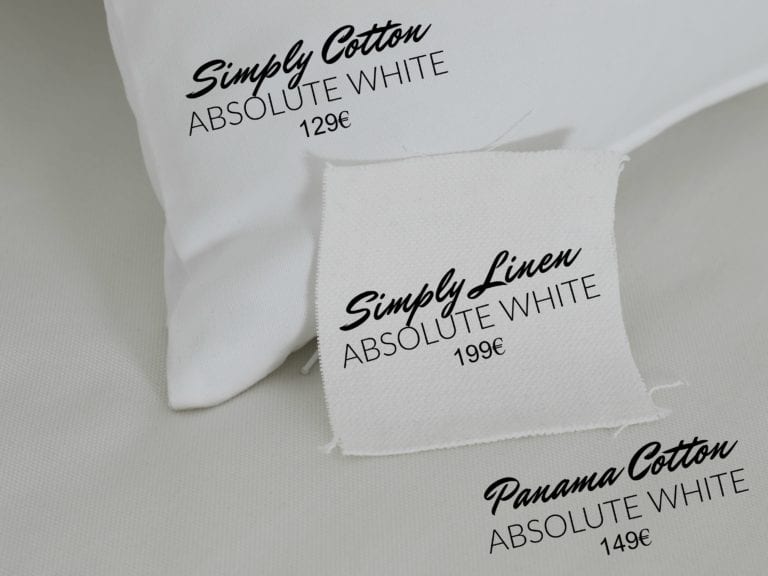 Simply Cotton
ABSOLUTE WHITE
129€
Simply Linen
ABSOLUTE WHITE
199€
Panama Cotton
ABSOLUTE WHITE
149€